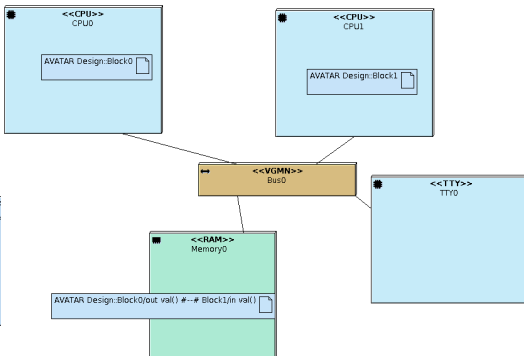 <<CPU>>
CPU0
AVATAR Design::Block0
<<CPU>>
CPU1
AVATAR Design::Block1
<<VGMN>>
Bus0
<<TTY>>
TTY0
<<RAM>>
Memory0
AVATAR Design::Block0/out val() #--# Block1/in val()